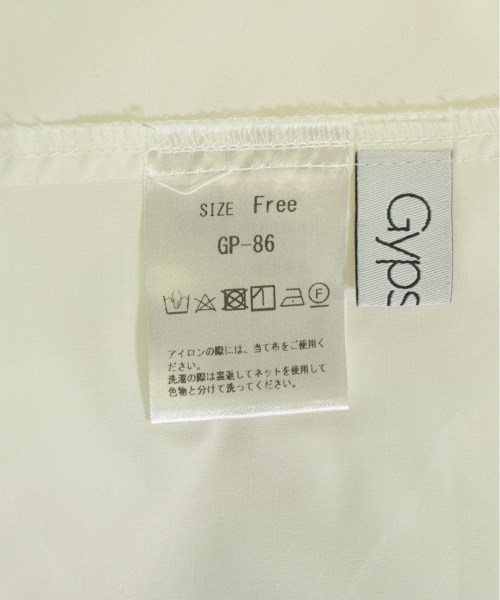 SIZE Free
GP-86
アイロンの際には、当て布をご使用く
ださい。
洗濯の際は裏返してネットを使用して
色物と分けて洗ってください。
Gyps